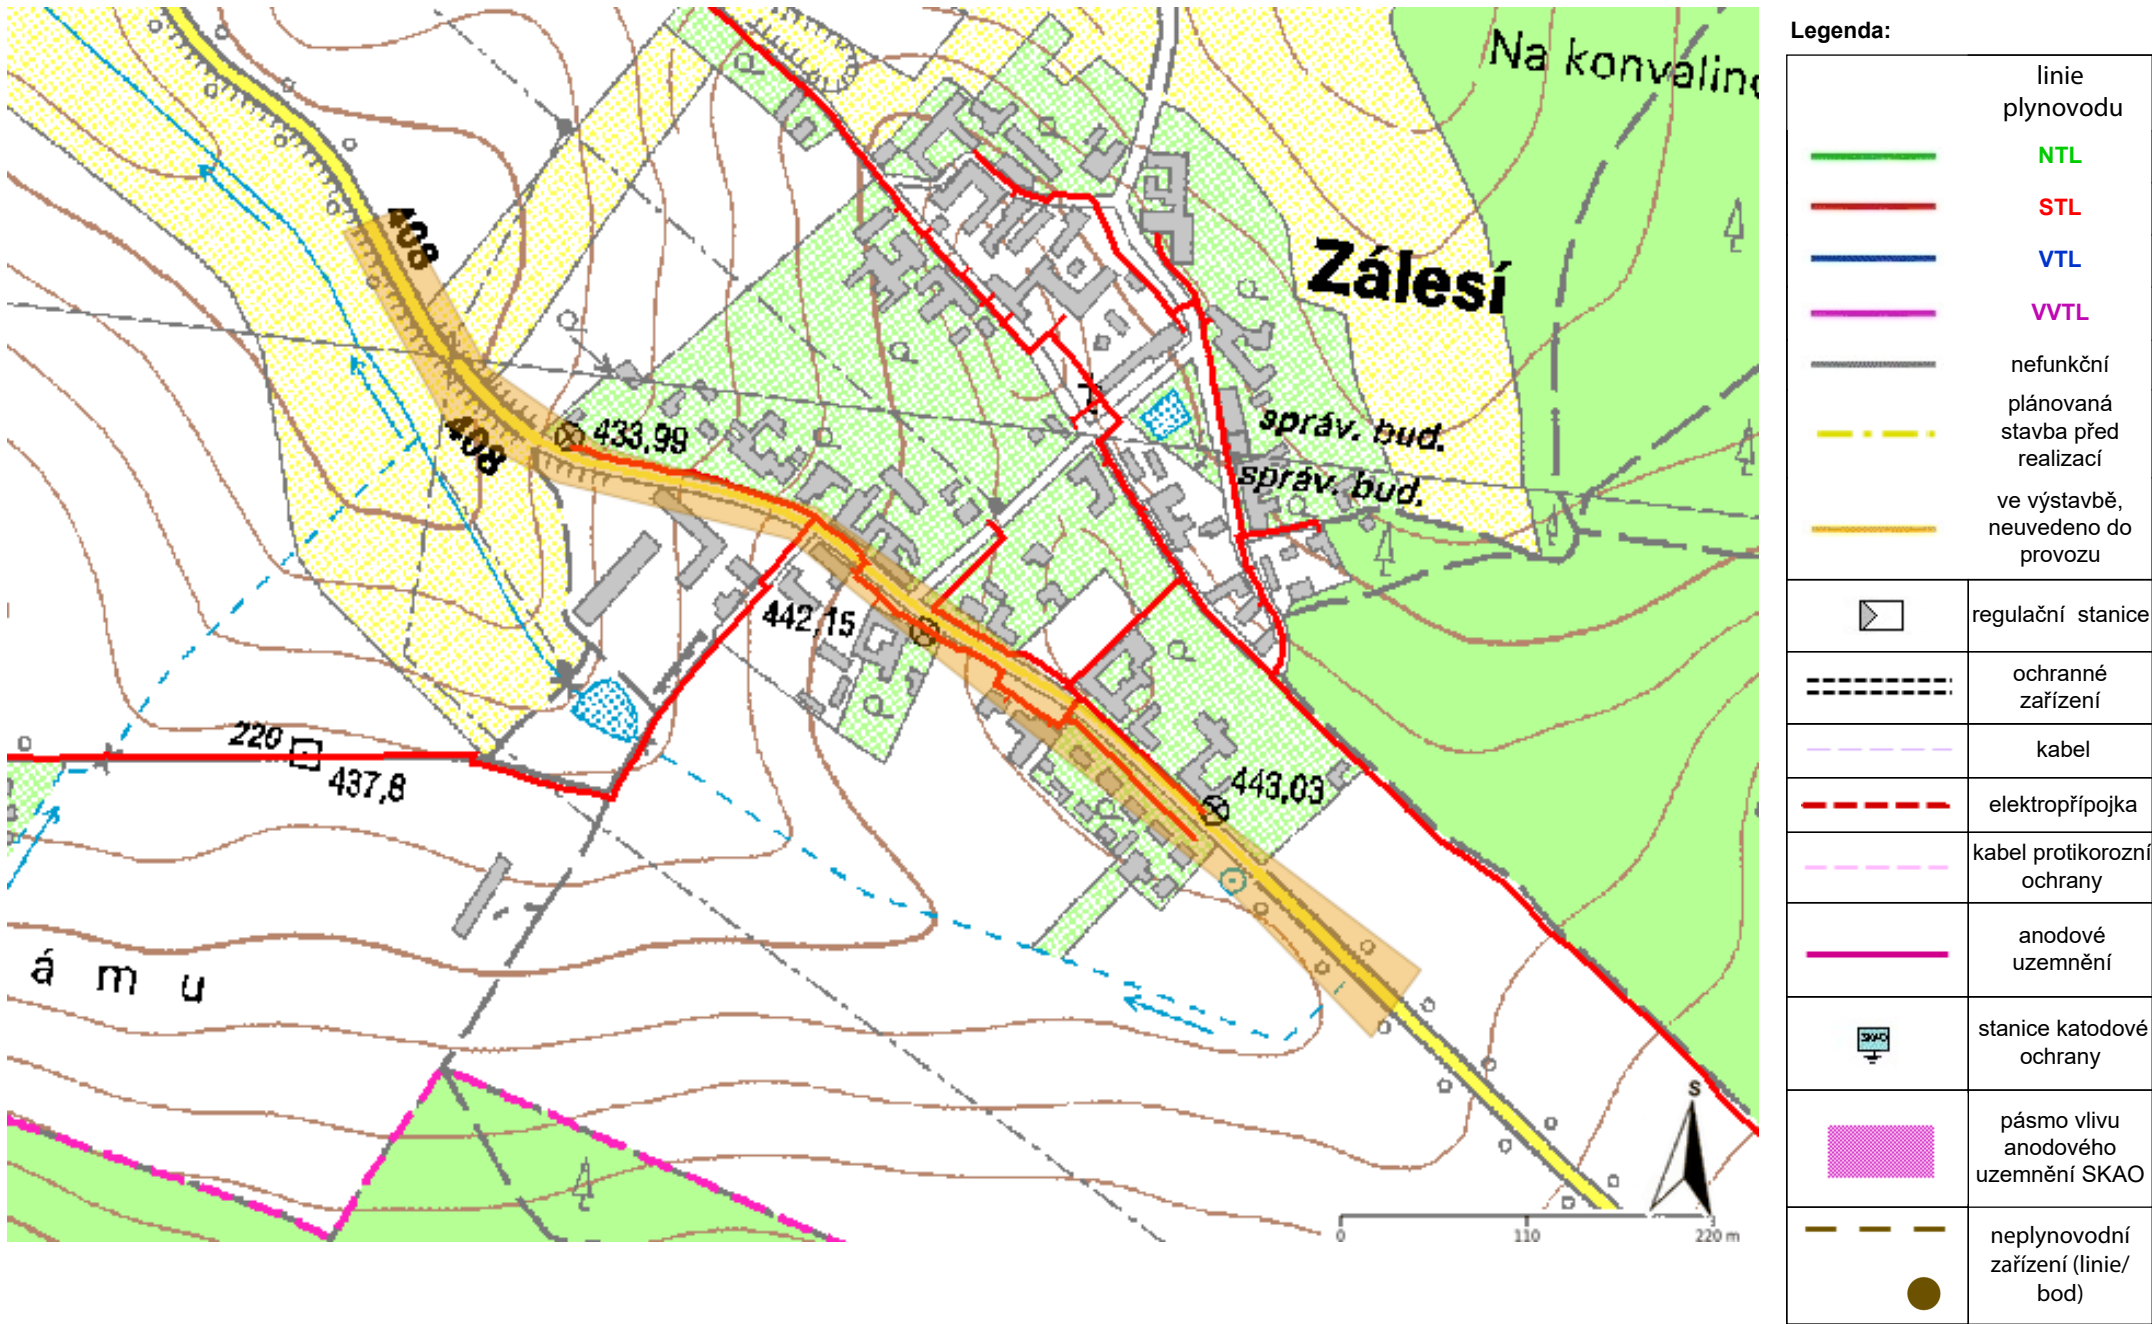 Na konvalin
408
Zálesí
433,99
408
správ. bud.
správ. bud.
442,15
220
437,8
443,03
á m u
S
0 110 220 m
Legenda:
linie
plynovodu
NTL
STL
VTL
VVTL
nefunkční
plánovaná
stavba před
realizací
ve výstavbě,
neuvedeno do
provozu
regulační stanice
ochranné
zařízení
kabel
elektropřípojka
kabel protikorozní
ochrany
anodové
uzemnění
SKAO
stanice katodové
ochrany
pásmo vlivu
anodového
uzemnění SKAO
neplynovodní
zařízení (linie/
bod)